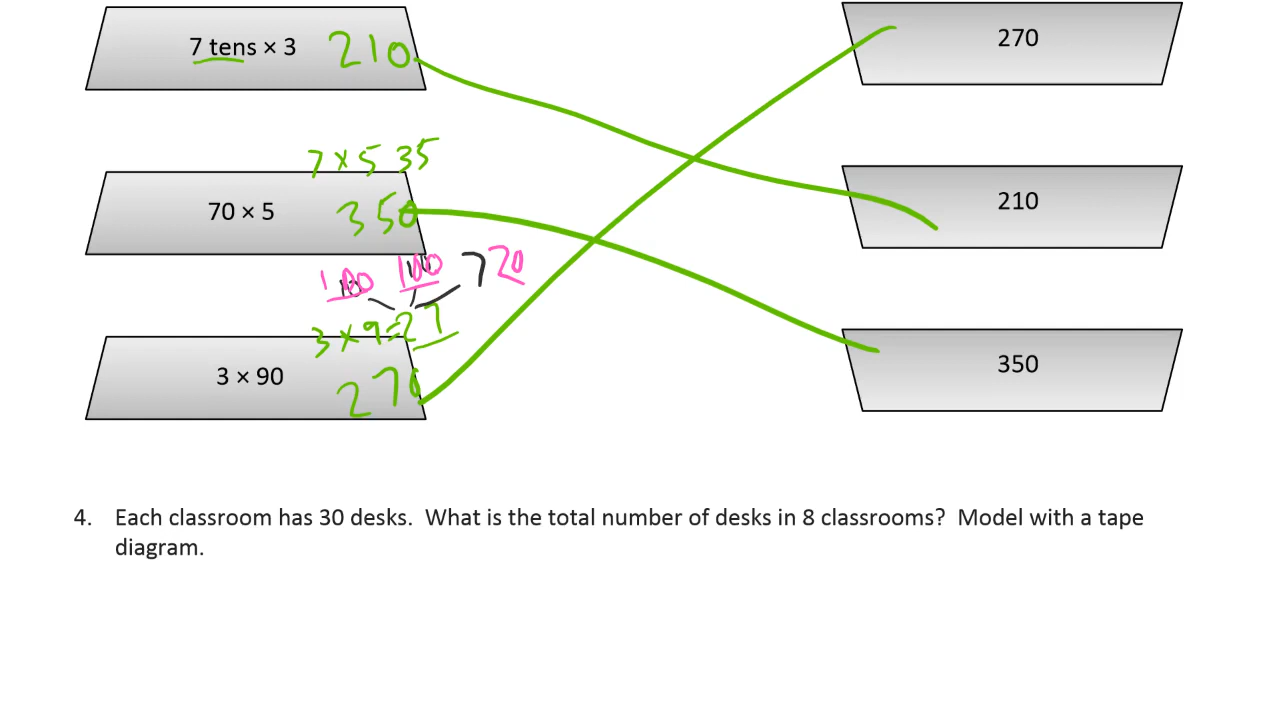 7 tens × 3 210
270
7 × 5 35
70 × 5 350
210
100 100 7 20
3 × 9 = 27
3 × 90 270
350
4. Each classroom has 30 desks. What is the total number of desks in 8 classrooms? Model with a tape
diagram.